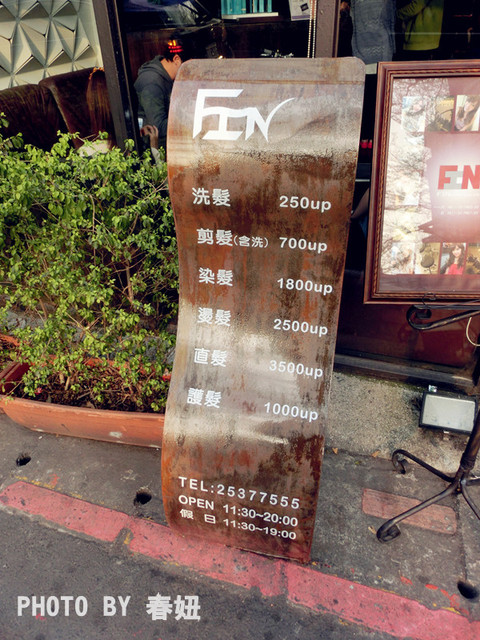 FIN
洗髮 250up
剪髮(含洗) 700up
染髮 1800up
燙髮 2500up
直髮 3500up
護髮 1000up
TEL:25377555
OPEN 11:30~20:00
假日 11:30~19:00
FIN
PHOTO BY 春妞